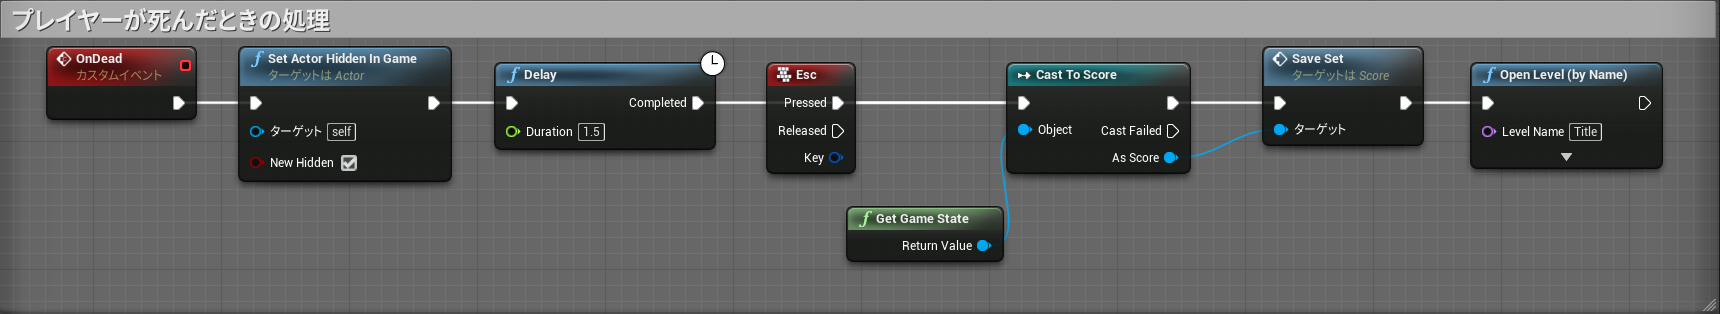 プレイヤーが死んだときの処理
OnDead
カスタムイベント
Set Actor Hidden In Game
ターゲットは Actor
ターゲット self
New Hidden
Delay
Completed
Duration 1.5
Esc
Pressed
Released
Key
Cast To Score
Object
Cast Failed
As Score
Get Game State
Return Value
Save Set
ターゲットは Score
ターゲット
Open Level (by Name)
Level Name Title